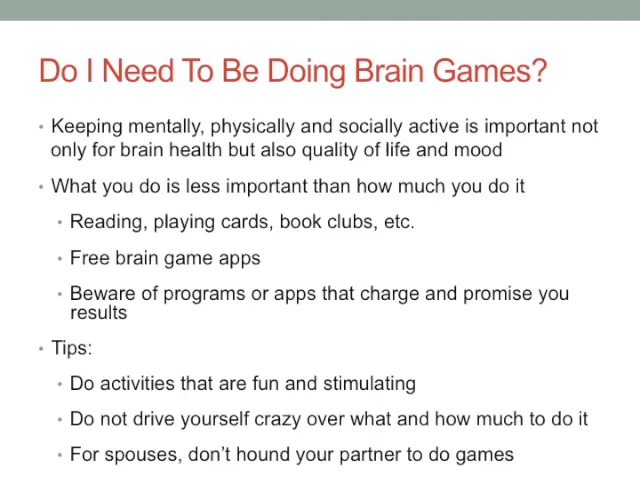 Do I Need To Be Doing Brain Games?
• Keeping mentally, physically and socially active is important not
only for brain health but also quality of life and mood
• What you do is less important than how much you do it
• Reading, playing cards, book clubs, etc.
• Free brain game apps
• Beware of programs or apps that charge and promise you
results
• Tips:
• Do activities that are fun and stimulating
• Do not drive yourself crazy over what and how much to do it
• For spouses, don’t hound your partner to do games